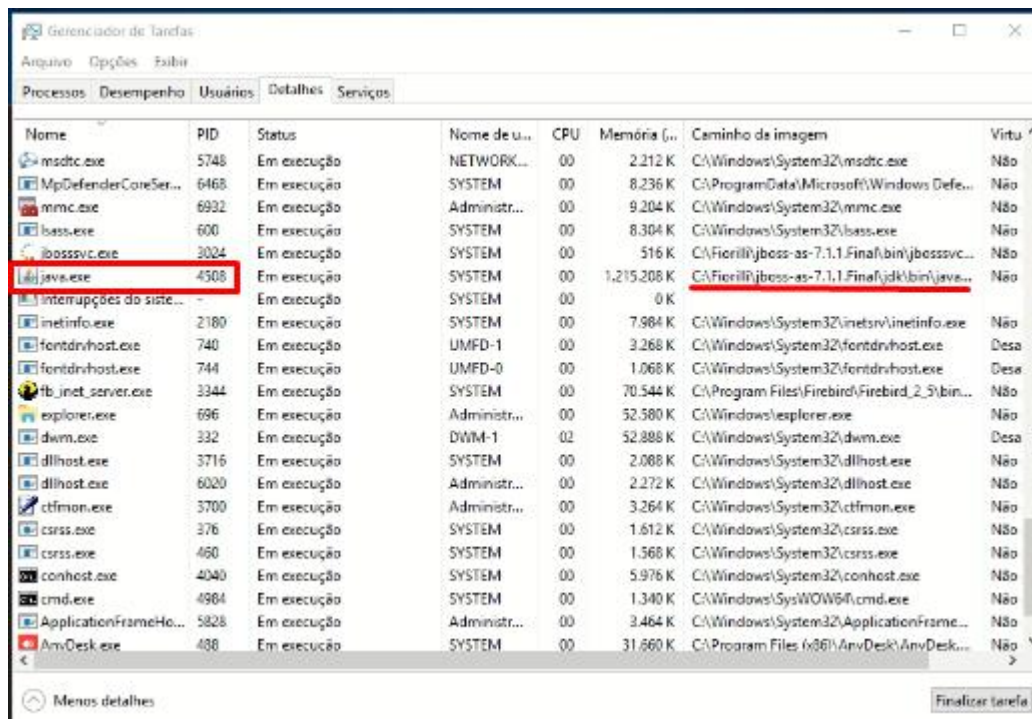 Gerenciador de Tarefas
Arquivo Opções Exibir
Processos Desempenho Usuários Detalhes Serviços
Nome PID Status Nome de u... CPU Memória (... Caminho da imagem Virtu
msdtc.exe 5748 Em execução NETWORK... 00 2.212 K C:\Windows\System32\msdtc.exe Não
MpDefenderCoreSer... 6468 Em execução SYSTEM 00 8.236 K C:\ProgramData\Microsoft\Windows Defe... Não
mmc.exe 6932 Em execução Administr... 00 9.204 K C:\Windows\System32\mmc.exe Não
lsass.exe 600 Em execução SYSTEM 00 8.304 K C:\Windows\System32\lsass.exe Não
jbosssvc.exe 3024 Em execução SYSTEM 00 516 K C:\Fiorilli\jboss-as-7.1.1.Final\bin\jbosssvc... Não
java.exe 4508 Em execução SYSTEM 00 1.215.208 K C:\Fiorilli\jboss-as-7.1.1.Final\jdk\bin\java... Não
Interrupções do siste... - Em execução SYSTEM 00 0 K
inetinfo.exe 2180 Em execução SYSTEM 00 7.984 K C:\Windows\System32\inetsrv\inetinfo.exe Não
fontdrvhost.exe 740 Em execução UMFD-1 00 3.268 K C:\Windows\System32\fontdrvhost.exe Desa
fontdrvhost.exe 744 Em execução UMFD-0 00 1.068 K C:\Windows\System32\fontdrvhost.exe Desa
fb_inet_server.exe 3344 Em execução SYSTEM 00 70.544 K C:\Program Files\Firebird\Firebird_2_5\bin... Não
explorer.exe 696 Em execução Administr... 00 52.580 K C:\Windows\explorer.exe Não
dwm.exe 332 Em execução DWM-1 02 52.888 K C:\Windows\System32\dwm.exe Desa
dllhost.exe 3716 Em execução SYSTEM 00 2.088 K C:\Windows\System32\dllhost.exe Não
dllhost.exe 6020 Em execução Administr... 00 2.272 K C:\Windows\System32\dllhost.exe Não
ctfmon.exe 3700 Em execução Administr... 00 3.264 K C:\Windows\System32\ctfmon.exe Não
csrss.exe 376 Em execução SYSTEM 00 1.612 K C:\Windows\System32\csrss.exe Não
csrss.exe 460 Em execução SYSTEM 00 1.568 K C:\Windows\System32\csrss.exe Não
conhost.exe 4040 Em execução SYSTEM 00 5.976 K C:\Windows\System32\conhost.exe Não
cmd.exe 4984 Em execução SYSTEM 00 1.340 K C:\Windows\SysWOW64\cmd.exe Não
ApplicationFrameHo... 5828 Em execução Administr... 00 3.464 K C:\Windows\System32\ApplicationFrame... Não
AnyDesk.exe 488 Em execução SYSTEM 00 31.660 K C:\Program Files (x86)\AnyDesk\AnyDesk... Não
Menos detalhes Finalizar tarefa